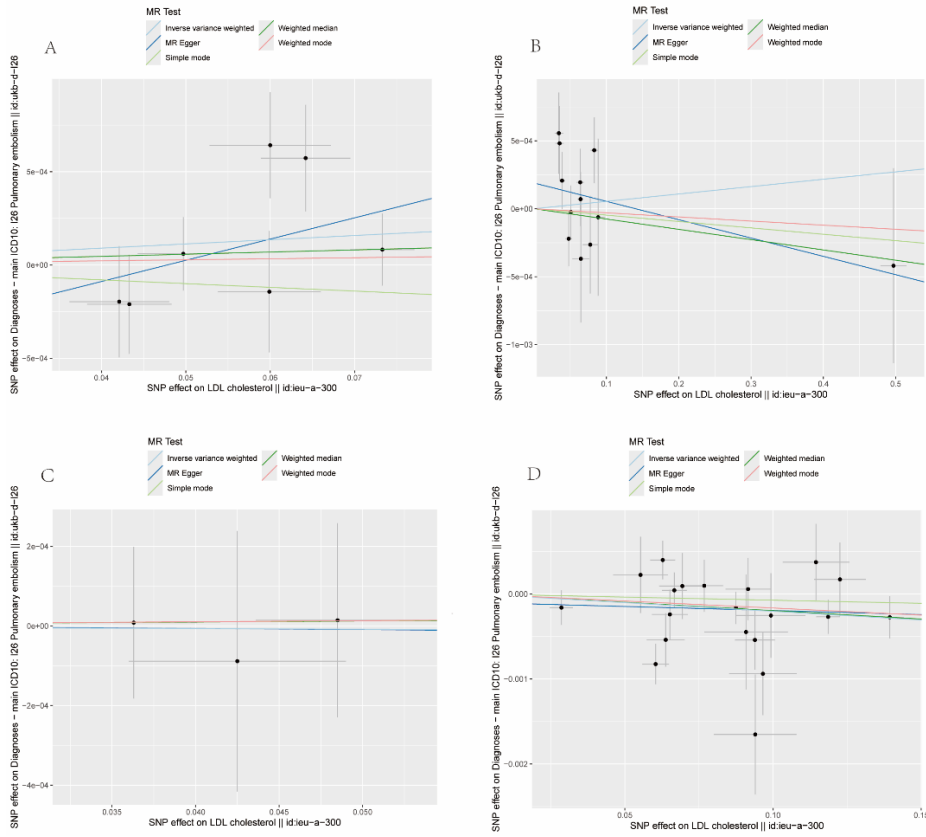 MR Test
Inverse variance weighted
Weighted median
MR Egger
Weighted mode
Simple mode
A
SNP effect on Diagnoses − main ICD10: I26 Pulmonary embolism || id:ukb-d-I26
5e−04
0e+00
−5e−04
0.04
0.05
0.06
0.07
SNP effect on LDL cholesterol || id:ieu-a-300
MR Test
Inverse variance weighted
Weighted median
MR Egger
Weighted mode
Simple mode
B
SNP effect on Diagnoses − main ICD10: I26 Pulmonary embolism || id:ukb-d-I26
5e−04
0e+00
−5e−04
−1e−03
0.1
0.2
0.3
0.4
0.5
SNP effect on LDL cholesterol || id:ieu-a-300
MR Test
Inverse variance weighted
Weighted median
MR Egger
Weighted mode
Simple mode
C
SNP effect on Diagnoses − main ICD10: I26 Pulmonary embolism || id:ukb-d-I26
2e−04
0e+00
−2e−04
−4e−04
0.035
0.040
0.045
0.050
SNP effect on LDL cholesterol || id:ieu-a-300
MR Test
Inverse variance weighted
Weighted median
MR Egger
Weighted mode
Simple mode
D
SNP effect on Diagnoses − main ICD10: I26 Pulmonary embolism || id:ukb-d-I26
0.000
−0.001
−0.002
0.05
0.10
0.15
SNP effect on LDL cholesterol || id:ieu-a-300